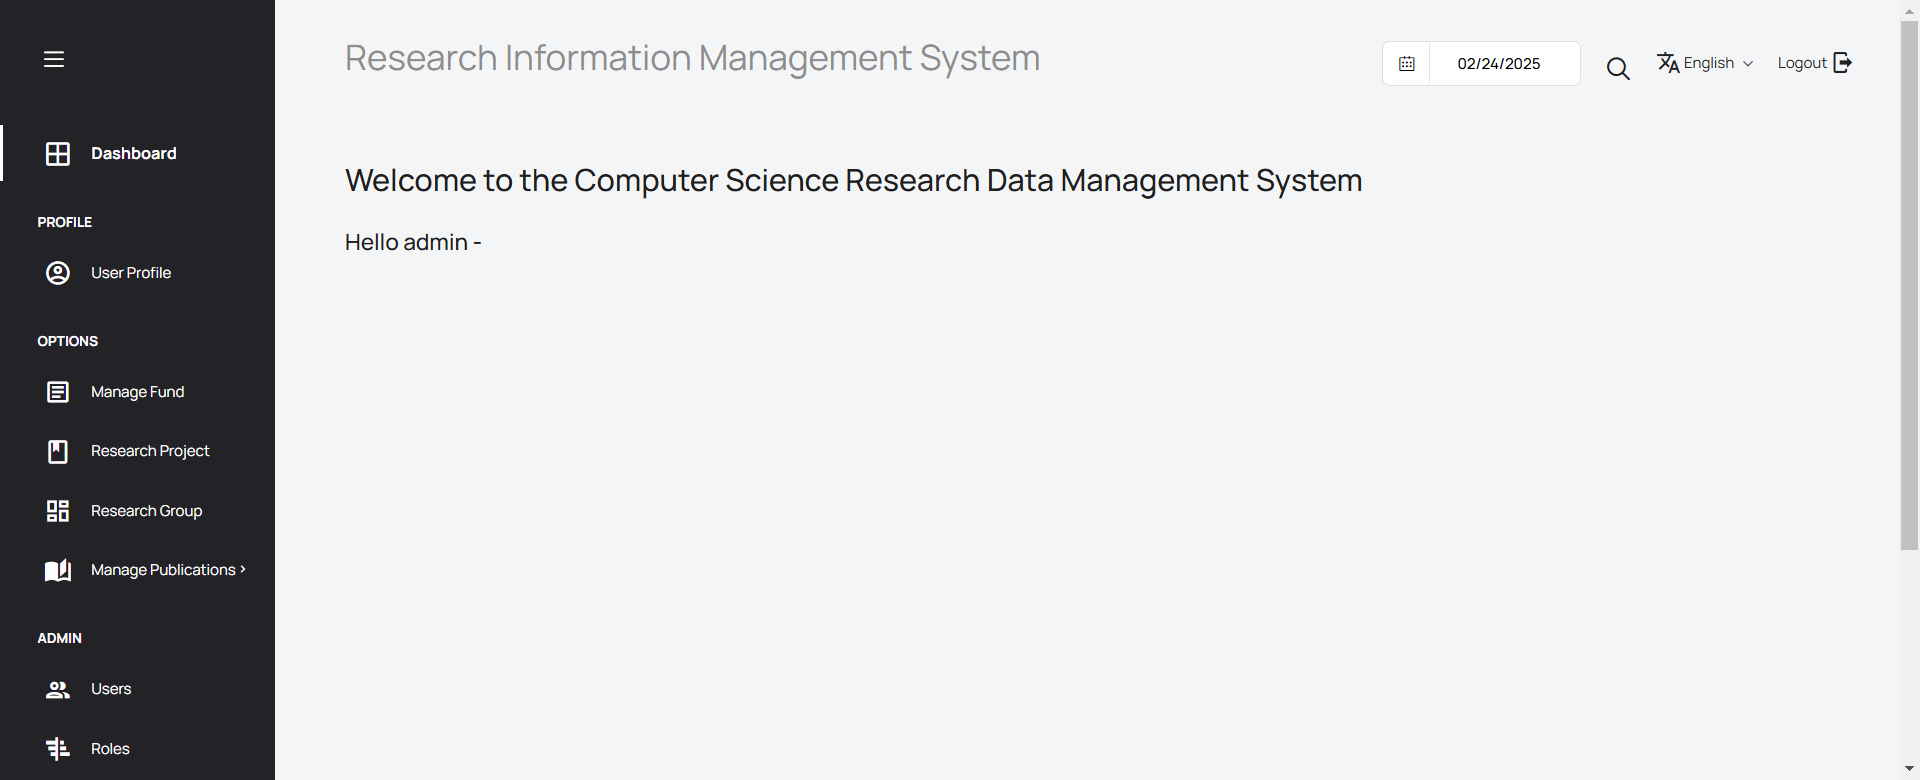 Research Information Management System
02/24/2025
English
Logout
Dashboard
PROFILE
User Profile
OPTIONS
Manage Fund
Research Project
Research Group
Manage Publications >
ADMIN
Users
Roles
Welcome to the Computer Science Research Data Management System
Hello admin -